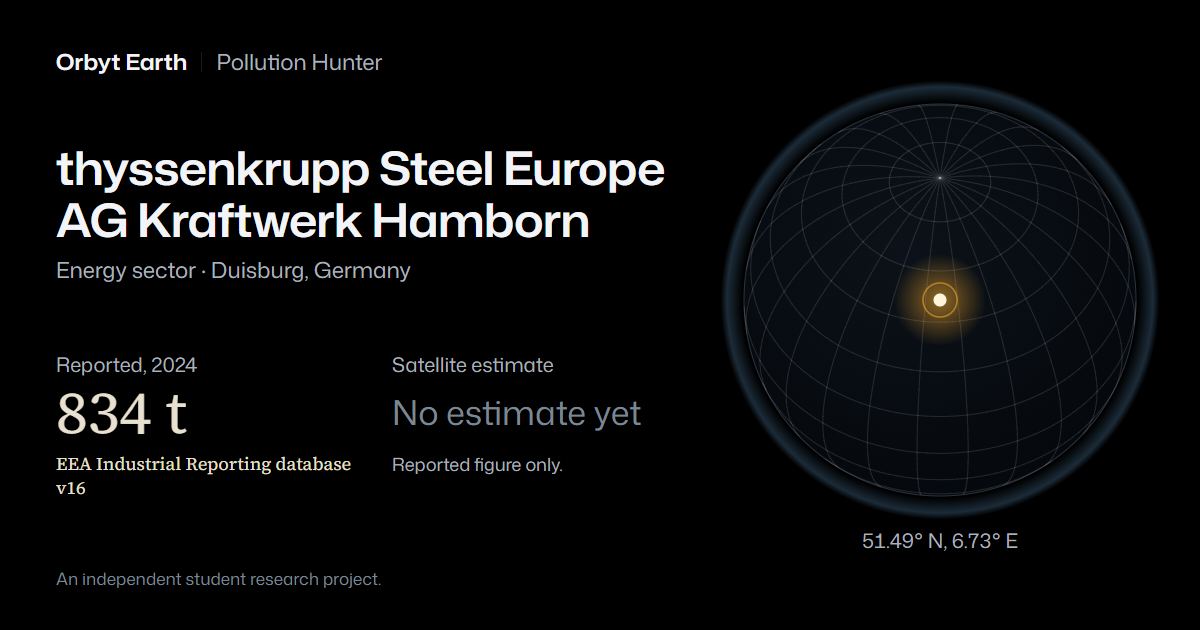 Orbyt Earth | Pollution Hunter
thyssenkrupp Steel Europe
AG Kraftwerk Hamborn
Energy sector · Duisburg, Germany
Reported, 2024
834 t
EEA Industrial Reporting database
v16
Satellite estimate
No estimate yet
Reported figure only.
51.49° N, 6.73° E
An independent student research project.